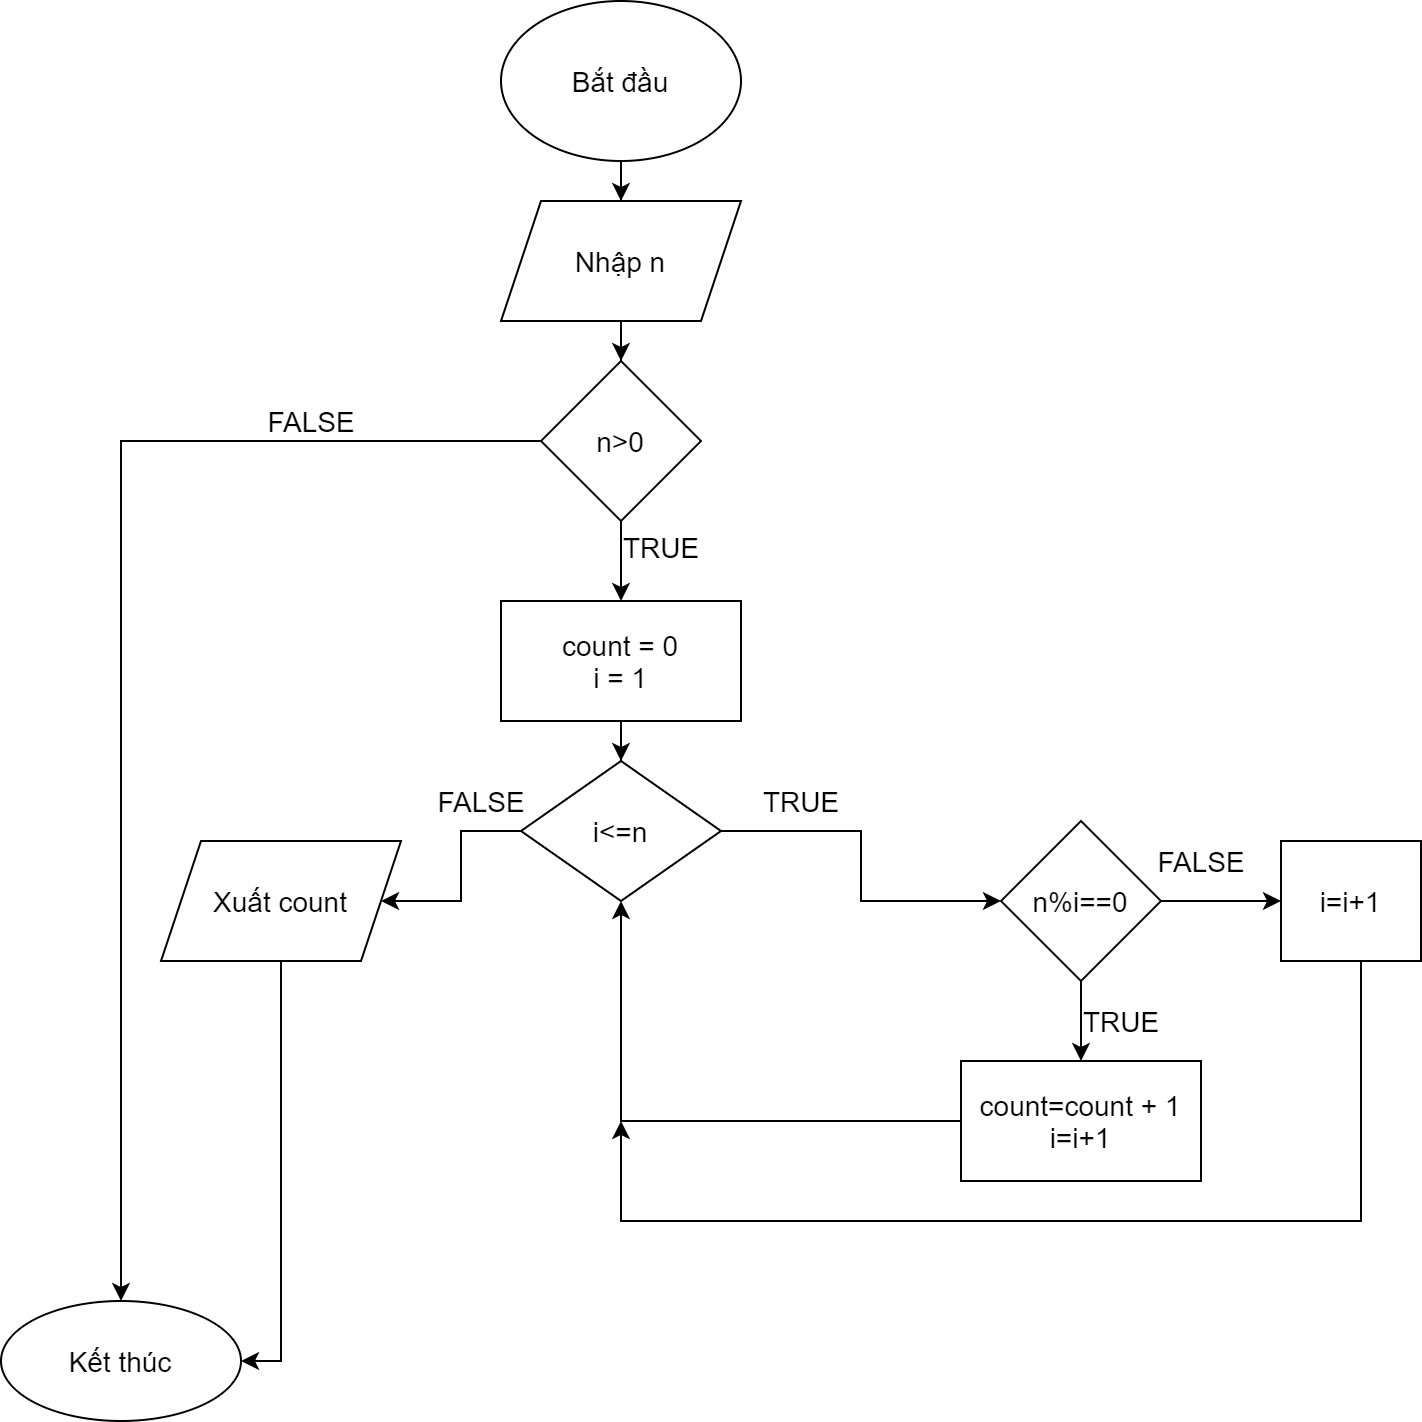 Bắt đầu
Nhập n
FALSE
n>0
TRUE
count = 0
i = 1
FALSE
TRUE
i<=n
Xuất count
n%i==0
FALSE
i=i+1
TRUE
count=count + 1
i=i+1
Kết thúc